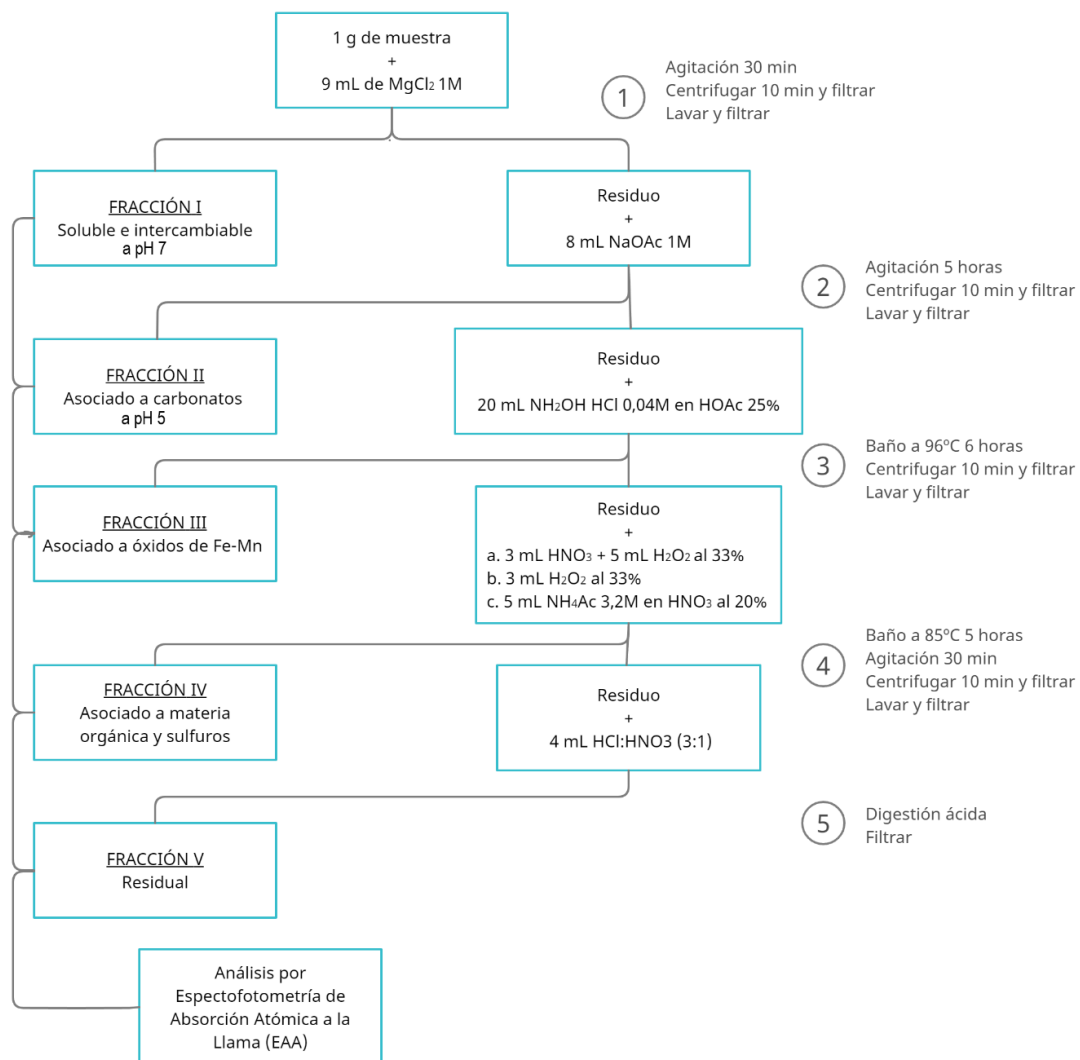 1 g de muestra
+
9 mL de MgCl₂ 1M
1
Agitación 30 min
Centrifugar 10 min y filtrar
Lavar y filtrar
FRACCIÓN I
Soluble e intercambiable
a pH 7
Residuo
+
8 mL NaOAc 1M
2
Agitación 5 horas
Centrifugar 10 min y filtrar
Lavar y filtrar
FRACCIÓN II
Asociado a carbonatos
a pH 5
Residuo
+
20 mL NH₂OH HCl 0,04M en HOAc 25%
3
Baño a 96ºC 6 horas
Centrifugar 10 min y filtrar
Lavar y filtrar
FRACCIÓN III
Asociado a óxidos de Fe-Mn
Residuo
+
a. 3 mL HNO₃ + 5 mL H₂O₂ al 33%
b. 3 mL H₂O₂ al 33%
c. 5 mL NH₄Ac 3,2M en HNO₃ al 20%
4
Baño a 85ºC 5 horas
Agitación 30 min
Centrifugar 10 min y filtrar
Lavar y filtrar
FRACCIÓN IV
Asociado a materia
orgánica y sulfuros
Residuo
+
4 mL HCl:HNO3 (3:1)
5
Digestión ácida
Filtrar
FRACCIÓN V
Residual
Análisis por
Espectofotometría de
Absorción Atómica a la
Llama (EAA)